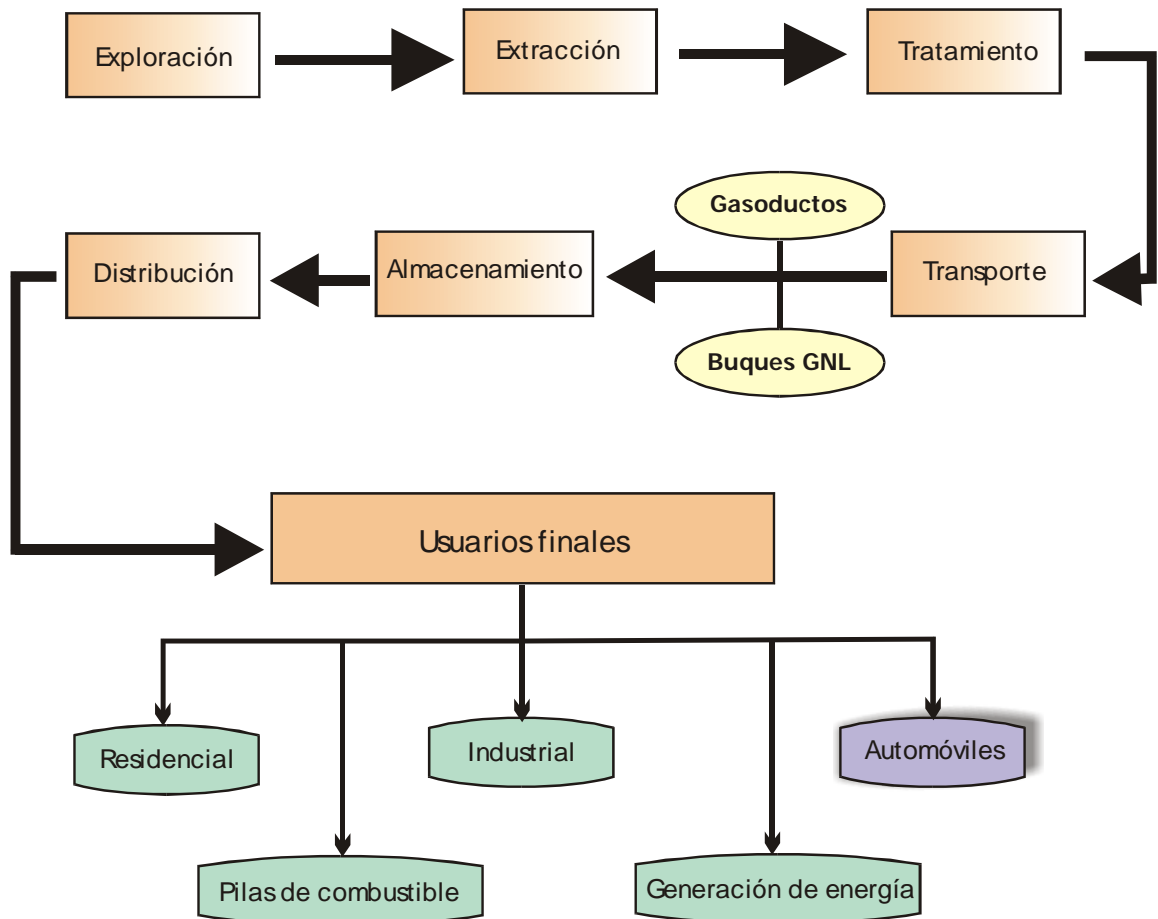 Exploración
Extracción
Tratamiento
Gasoductos
Distribución
Almacenamiento
Transporte
Buques GNL
Usuarios finales
Residencial
Industrial
Automóviles
Pilas de combustible
Generación de energía